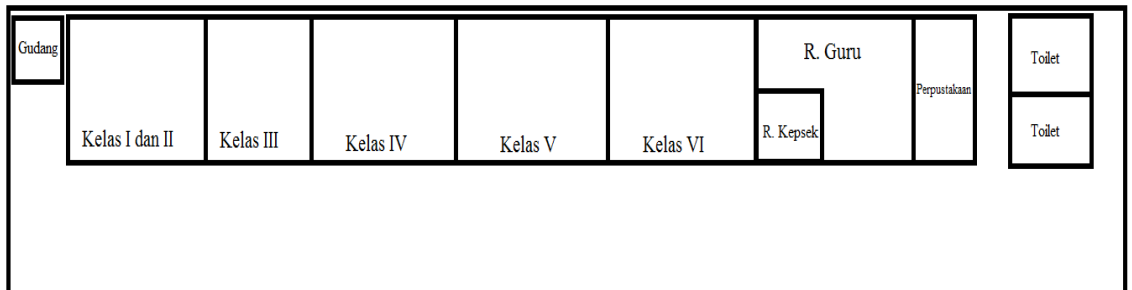 Gudang
Kelas I dan II
Kelas III
Kelas IV
Kelas V
Kelas VI
R. Guru
R. Kepsek
Perpustakaan
Toilet
Toilet